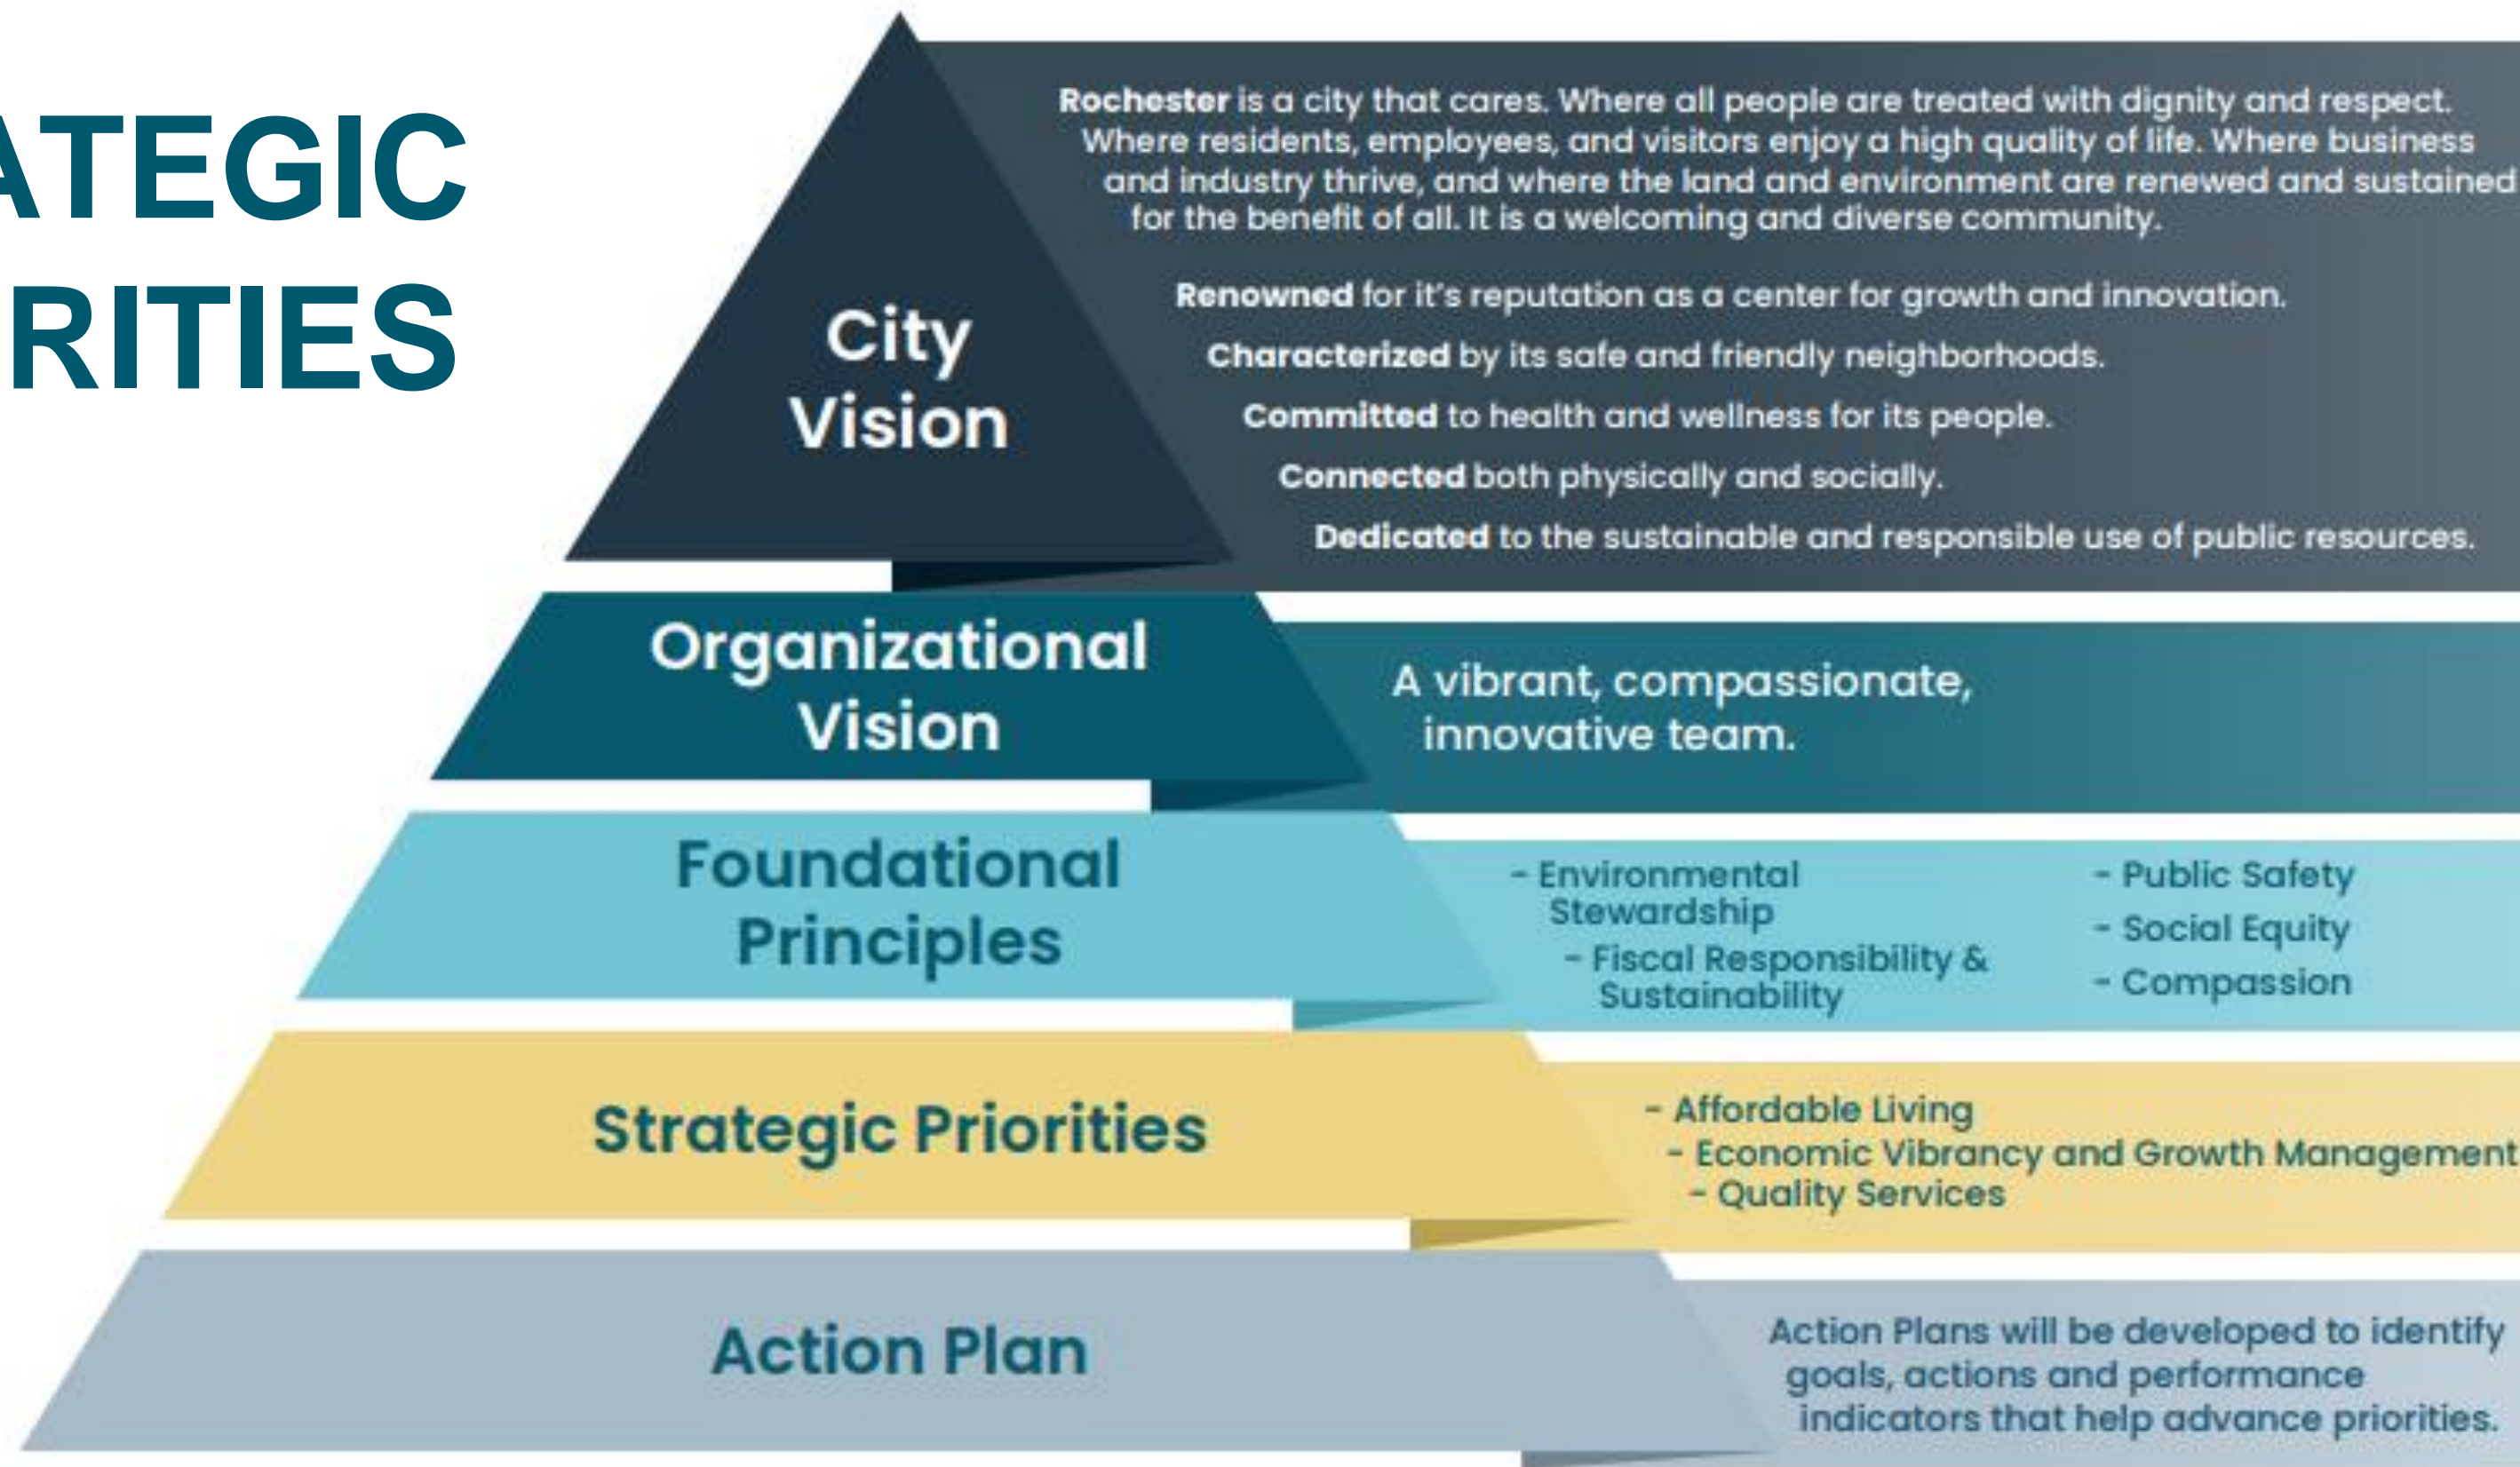 ATEGIC
RITIES
City
Vision
Rochester is a city that cares. Where all people are treated with dignity and respect.
Where residents, employees, and visitors enjoy a high quality of life. Where business
and industry thrive, and where the land and environment are renewed and sustained
for the benefit of all. It is a welcoming and diverse community.
Renowned for it's reputation as a center for growth and innovation.
Characterized by its safe and friendly neighborhoods.
Committed to health and wellness for its people.
Connected both physically and socially.
Dedicated to the sustainable and responsible use of public resources.
Organizational
Vision
A vibrant, compassionate,
innovative team.
Foundational
Principles
- Environmental
Stewardship
- Fiscal Responsibility &
Sustainability
- Public Safety
- Social Equity
- Compassion
Strategic Priorities
- Affordable Living
- Economic Vibrancy and Growth Management
- Quality Services
Action Plan
Action Plans will be developed to identify
goals, actions and performance
indicators that help advance priorities.